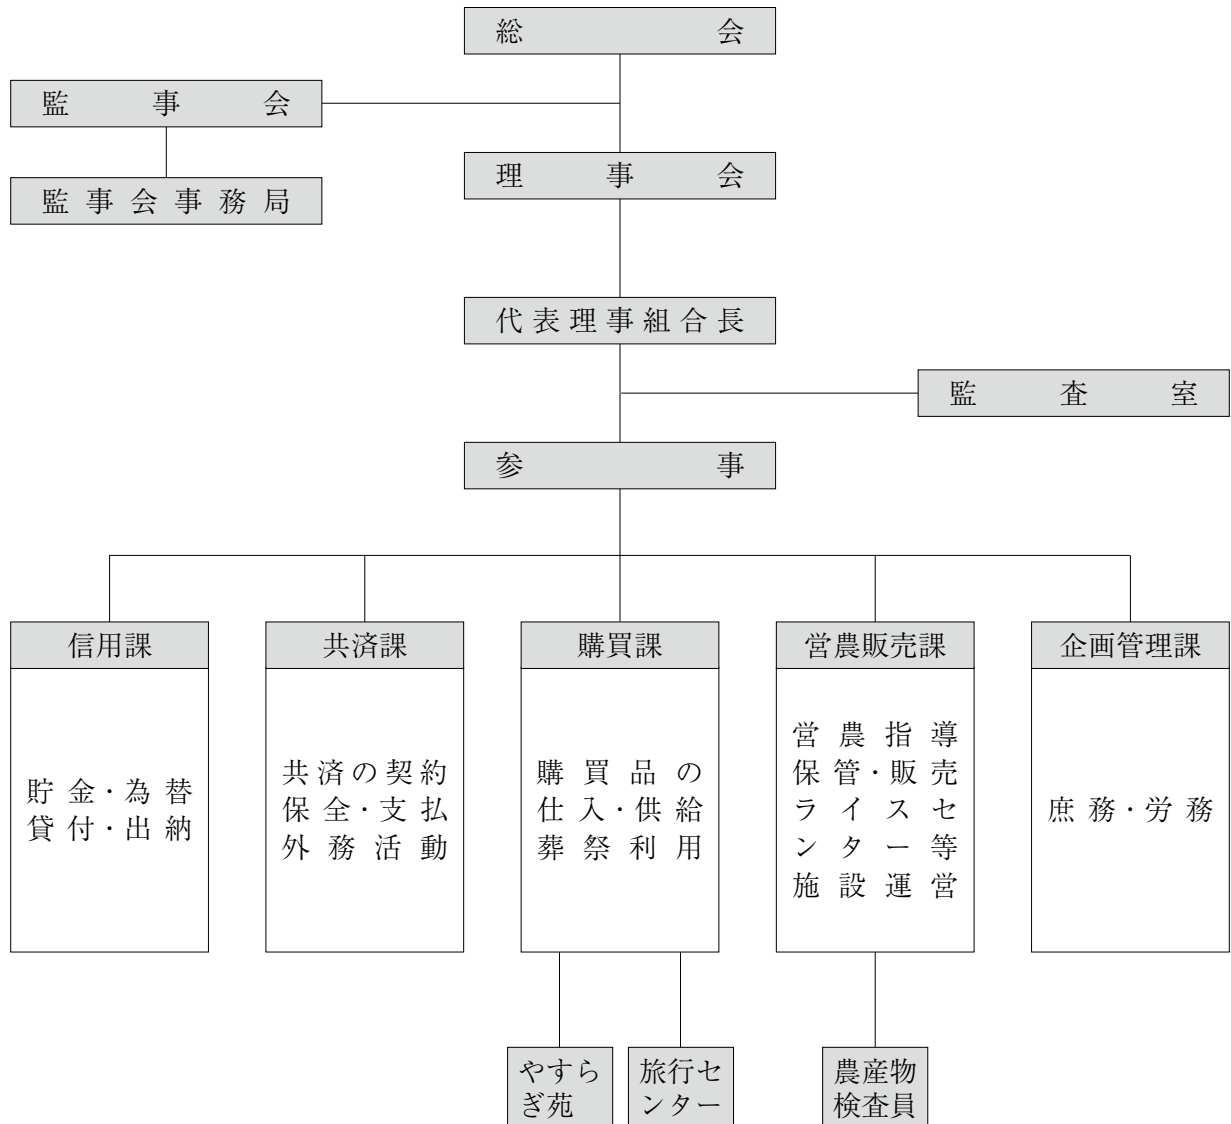 総会
監事会
理事会
監事会事務局
代表理事組合長
監査室
参事
信用課
貯金・為替
貸付・出納
共済課
共済の契約
保全・支払
外務活動
購買課
購買品の
仕入・供給
葬祭利用
営農販売課
営農指導
保管・販売
ライスセ
ンター等
施設運営
企画管理課
庶務・労務
やすら
ぎ苑
旅行セ
ンター
農産物
検査員